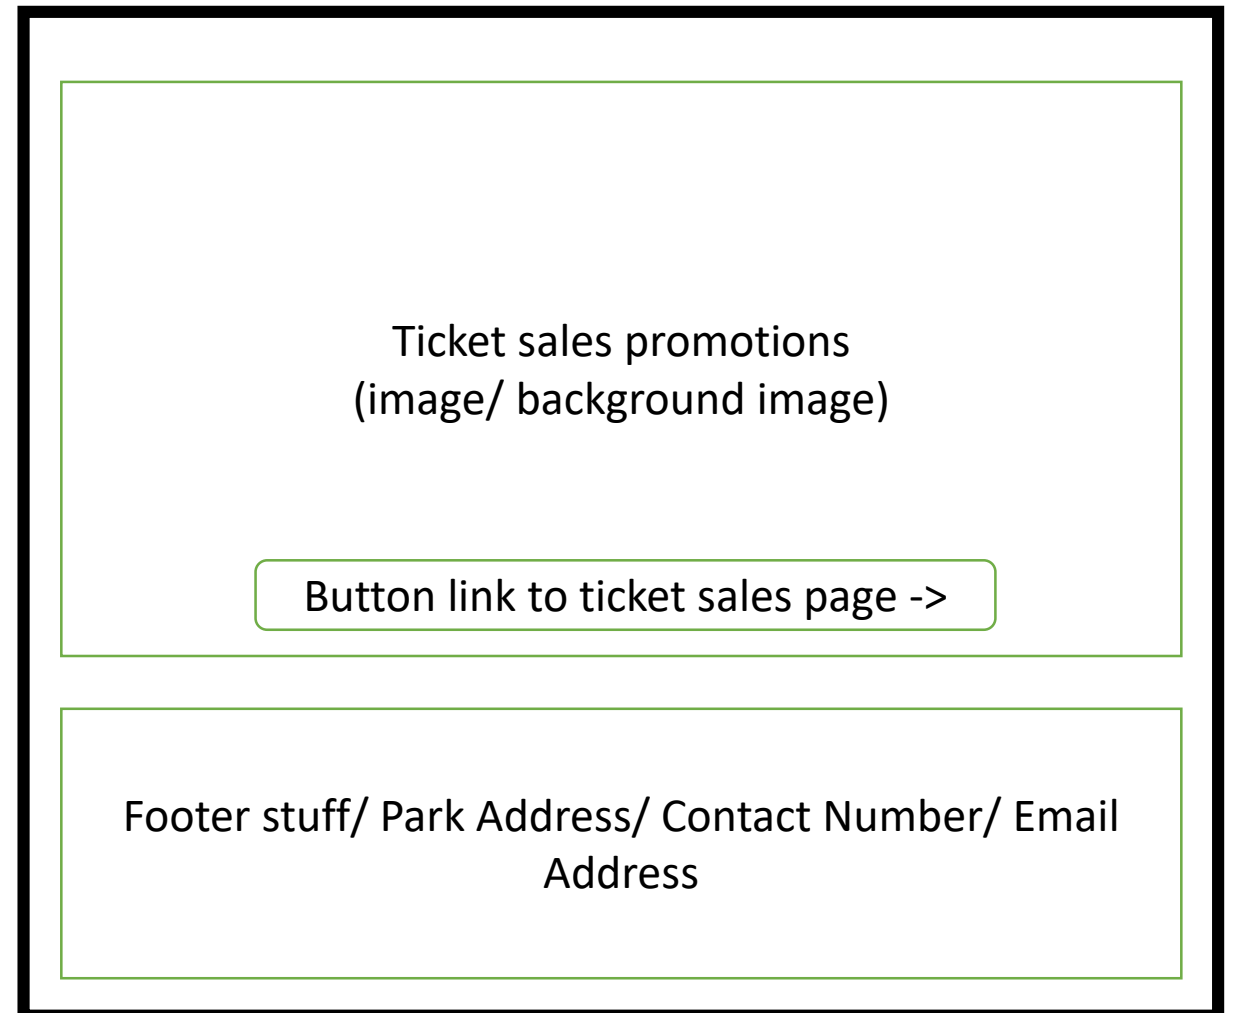 Ticket sales promotions
(image/ background image)
Button link to ticket sales page ->
Footer stuff/ Park Address/ Contact Number/ Email
Address